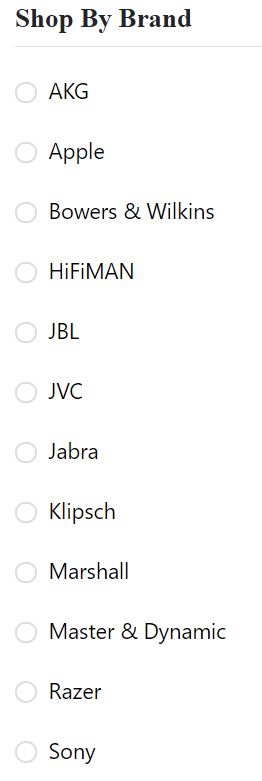 Shop By Brand
AKG
Apple
Bowers & Wilkins
HiFiMAN
JBL
JVC
Jabra
Klipsch
Marshall
Master & Dynamic
Razer
Sony